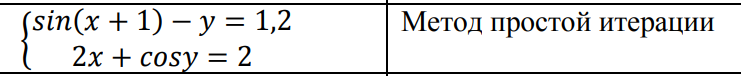 sin(x + 1) − y = 1,2
2x + cosy = 2
Метод простой итерации